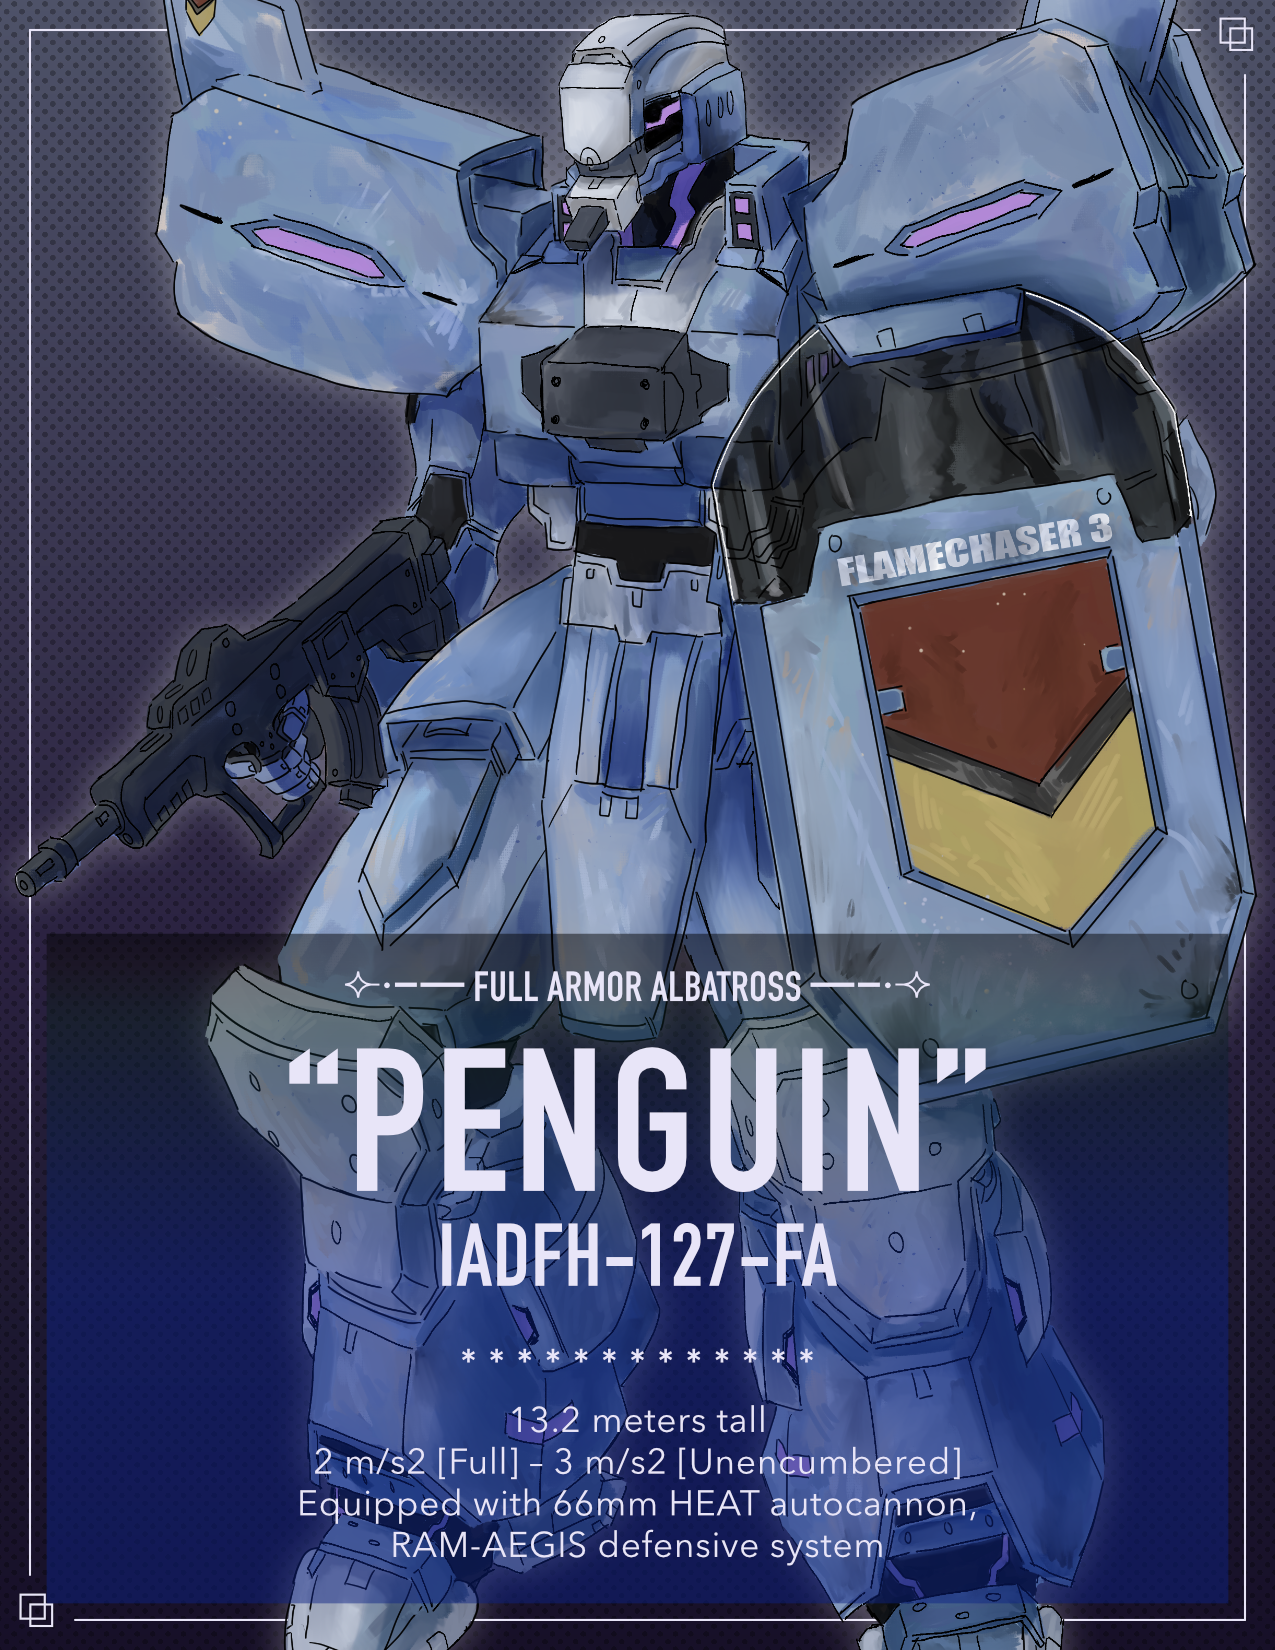 FLAMECHASER 3
FULL ARMOR ALBATROSS
“PENGUIN”
IADFH-127-FA
* * * * * * * * * * * * *
13.2 meters tall
2 m/s2 [Full] – 3 m/s2 [Unencumbered]
Equipped with 66mm HEAT autocannon,
RAM-AEGIS defensive system